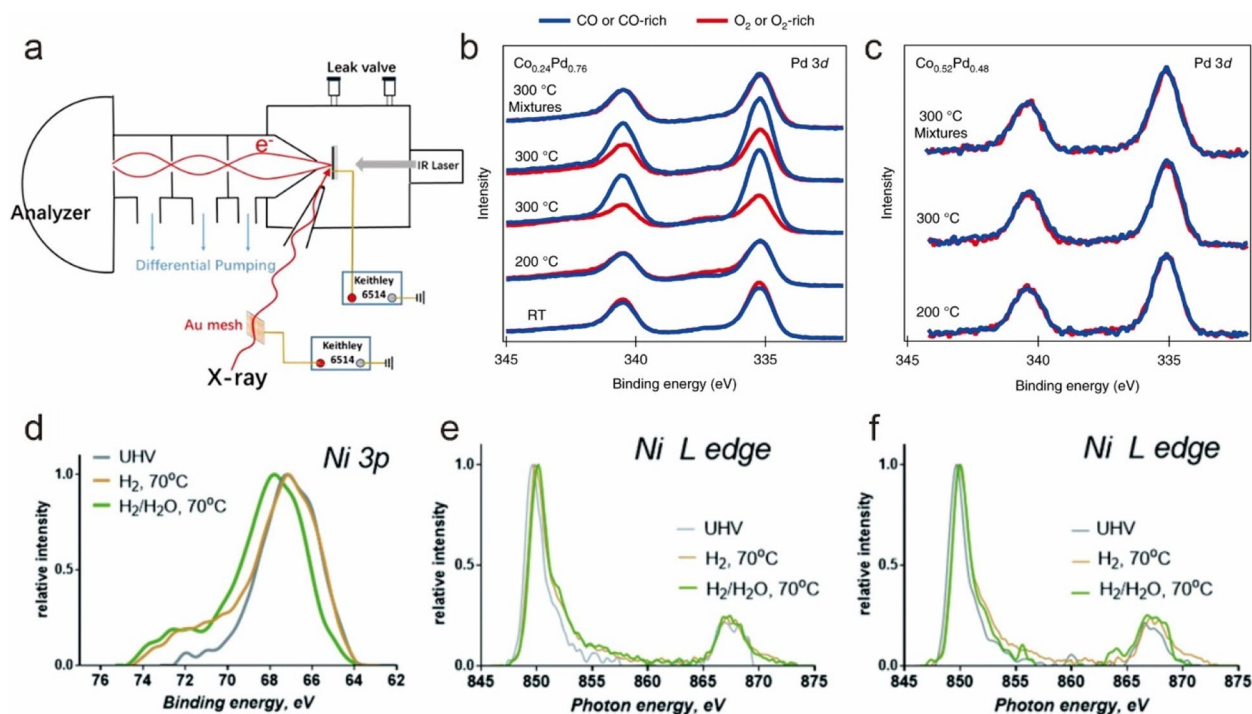 a
Leak valve
e-
IR Laser
Analyzer
Differential Pumping
Keithley
6514
Au mesh
Keithley
6514
X-ray
CO or CO-rich
O₂ or O₂-rich
b
Co₀.₂₄Pd₀.₇₆
Pd 3d
300 °C
Mixtures
300 °C
300 °C
200 °C
RT
Intensity
345
340
335
Binding energy (eV)
c
Co₀.₅₂Pd₀.₄₈
Pd 3d
300 °C
Mixtures
300 °C
200 °C
Intensity
345
340
335
Binding energy (eV)
d
Ni 3p
UHV
H₂, 70°C
H₂/H₂O, 70°C
relative intensity
1.0
0.5
0.0
76 74 72 70 68 66 64 62
Binding energy, eV
e
Ni L edge
UHV
H₂, 70°C
H₂/H₂O, 70°C
relative intensity
1.0
0.5
0.0
845 850 855 860 865 870 875
Photon energy, eV
f
Ni L edge
UHV
H₂, 70°C
H₂/H₂O, 70°C
relative intensity
1.0
0.5
0.0
845 850 855 860 865 870 875
Photon energy, eV